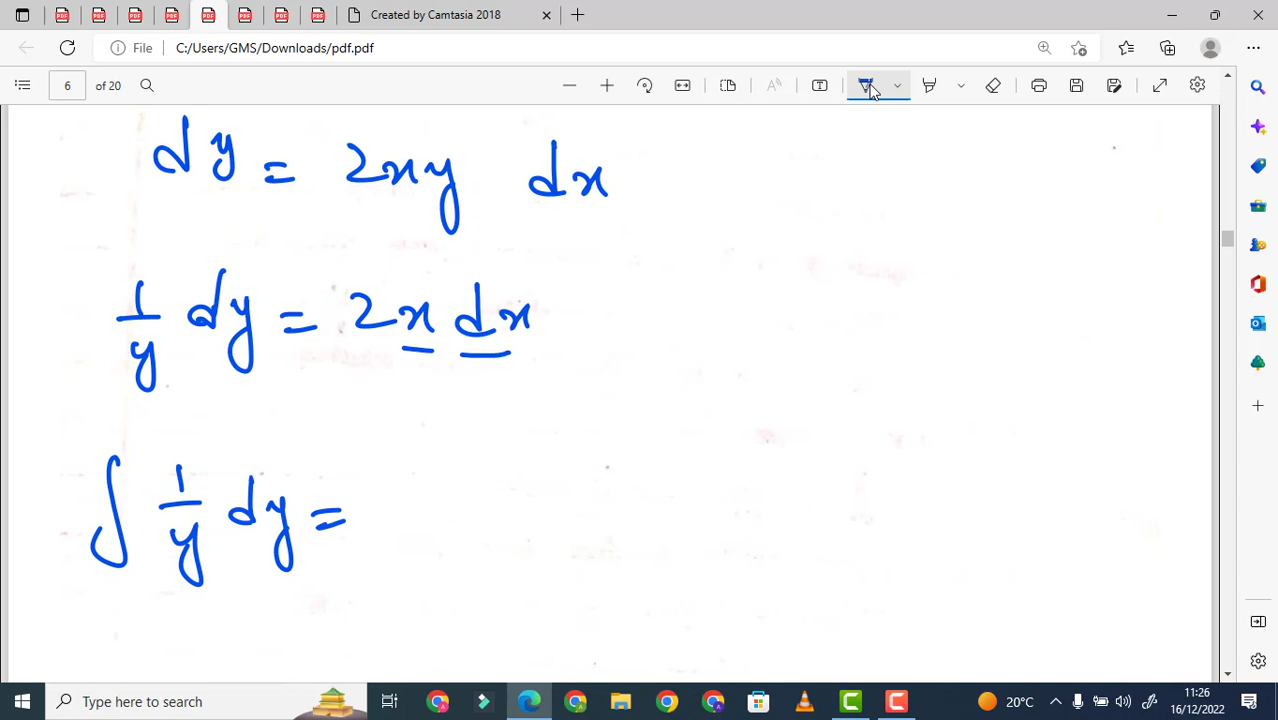 Created by Camtasia 2018
File C:/Users/GMS/Downloads/pdf.pdf
6 of 20
dy = 2xy dx
1/y dy = 2x dx
∫ 1/y dy =
Type here to search
20°C
11:26
16/12/2022